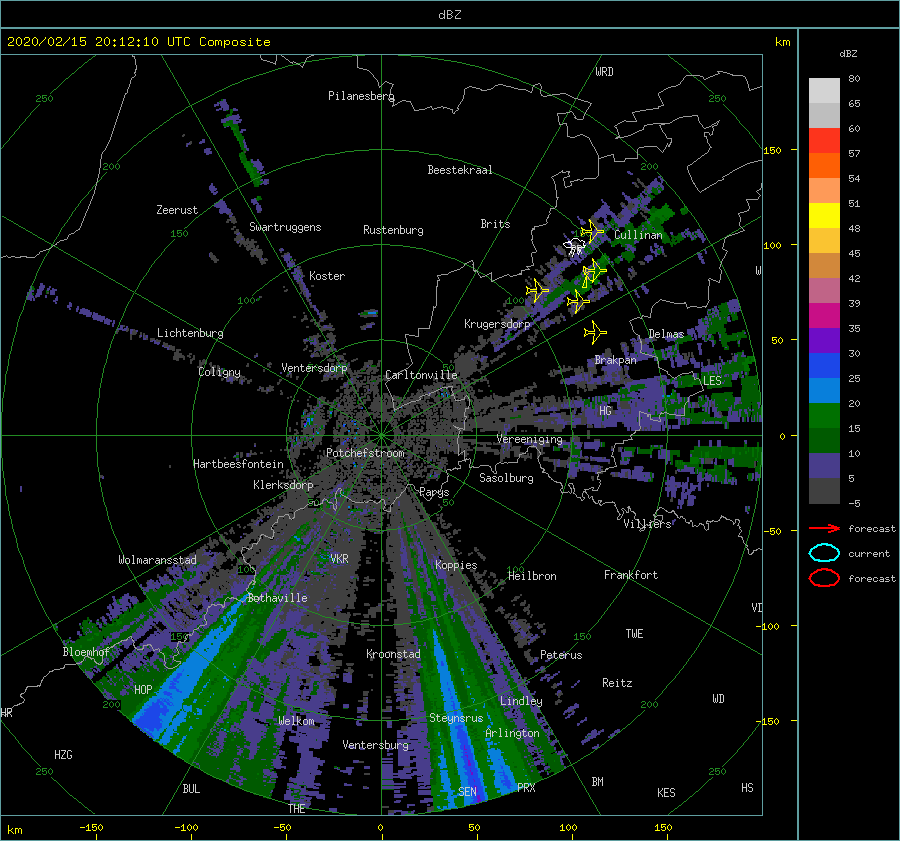 dBZ
2020/02/15 20:12:10 UTC Composite
km
dBZ
WRD
80
250
Pilanesberg
250
65
60
150
57
200
Beestekraal
200
54
Zeerust
51
Swartruggens
Brits
150
Rustenburg
Cullinan
48
100
W
45
Koster
42
100
100
39
Krugersdorp
35
Lichtenburg
Delmas
50
30
Brakpan
Coligny
Ventersdorp
Carltonville
25
LES
20
HG
15
Vereeniging
0
10
Potchefstroom
Hartbeesfontein
5
Klerksdorp
Sasolburg
Parys
-5
50
50
Villiers
forecast
-50
current
VKR
Koppies
100
100
Heilbron
Frankfort
forecast
Wolmaransstad
Bothaville
VD
-100
150
150
TWE
Bloemhof
Kroonstad
Peterus
Reitz
HOP
WD
Lindley
200
200
HR
Welkom
Steynsrus
-150
Arlington
Ventersburg
HZG
250
250
BUL
SEN
PRX
BM
KES
HS
THE
km
-150
-100
-50
0
50
100
150